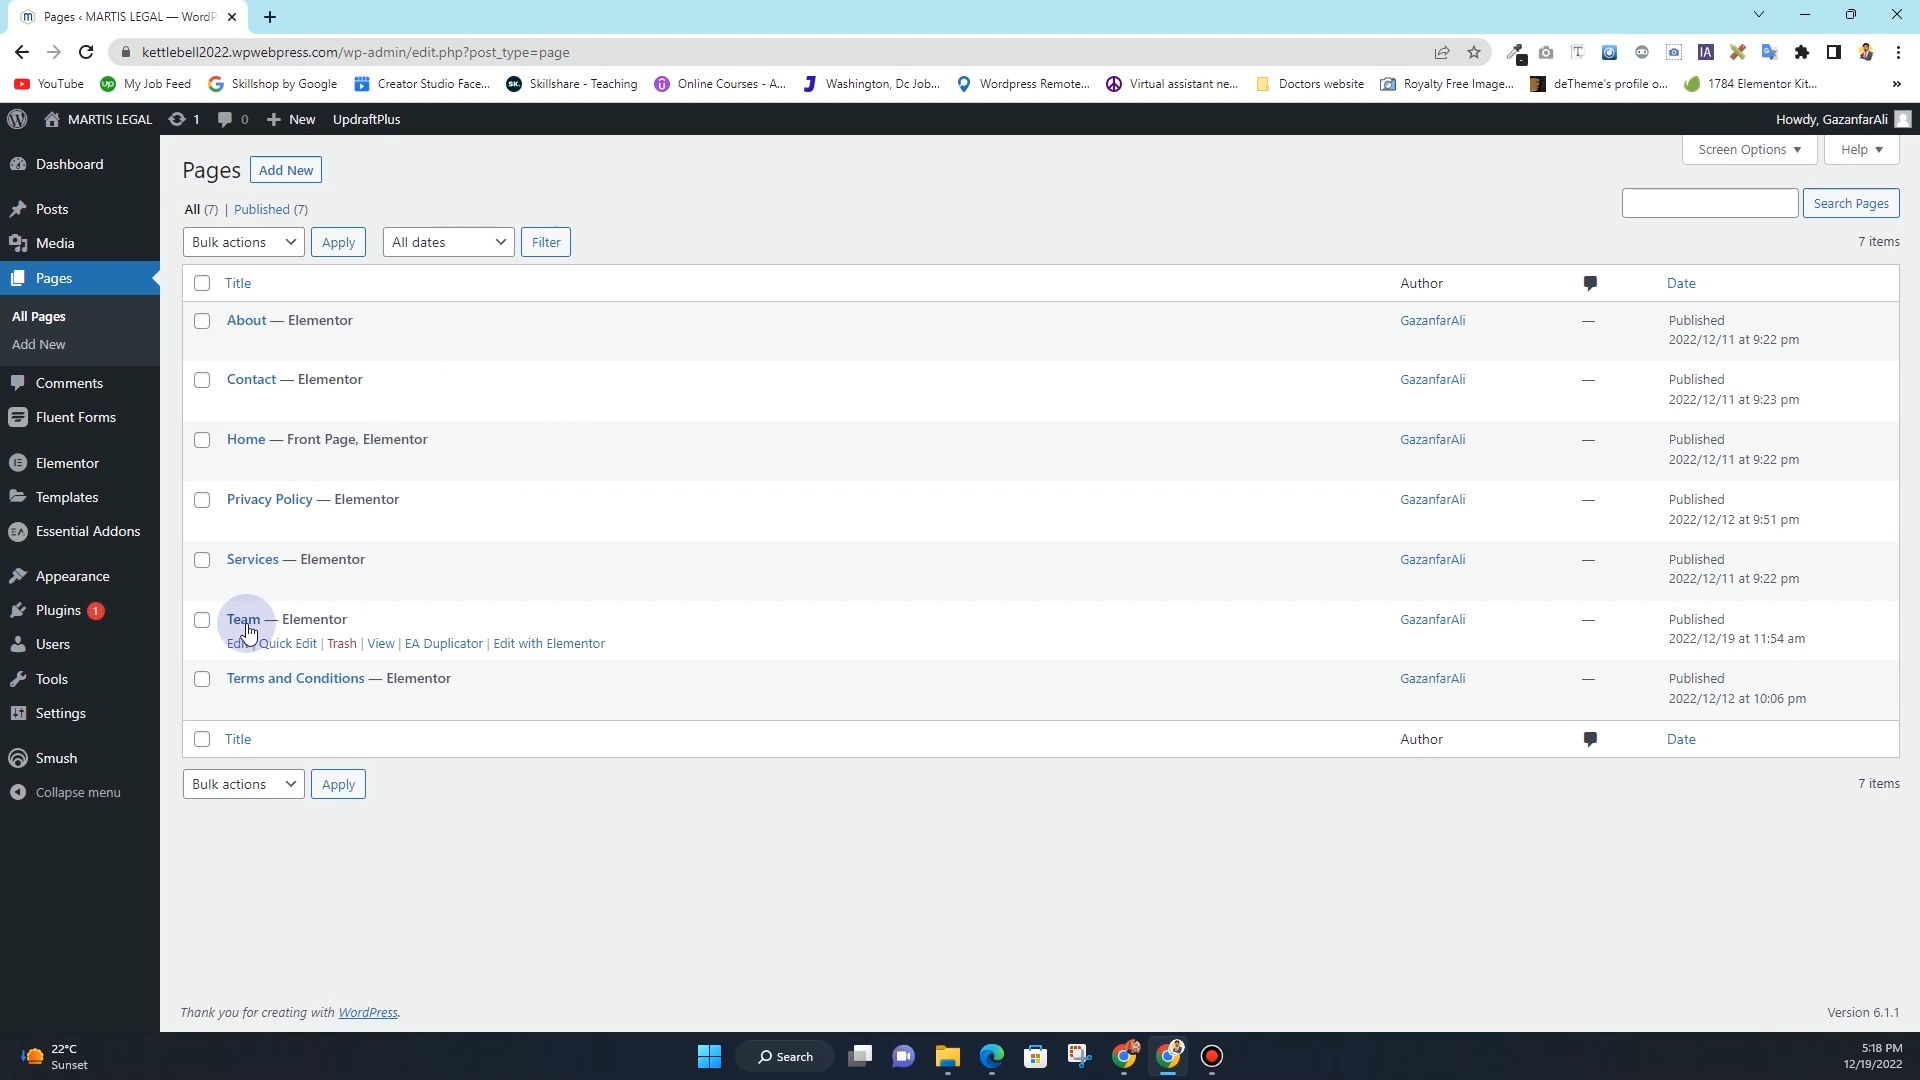 Pages ‹ MARTIS LEGAL — WordP
kettlebell2022.wpwebpress.com/wp-admin/edit.php?post_type=page
YouTube My Job Feed Skillshop by Google Creator Studio Face... Skillshare - Teaching Online Courses - A... Washington, Dc Job... Wordpress Remote... Virtual assistant ne... Doctors website Royalty Free Image... deTheme's profile o... 1784 Elementor Kit... »
MARTIS LEGAL 1 0 New UpdraftPlus Howdy, GazanfarAli
Screen Options Help
Dashboard
Posts
Media
Pages
All Pages
Add New
Comments
Fluent Forms
Elementor
Templates
Essential Addons
Appearance
Plugins 1
Users
Tools
Settings
Smush
Collapse menu
Pages Add New
All (7) | Published (7)
Search Pages
Bulk actions Apply All dates Filter 7 items
Title Author Date
About — Elementor GazanfarAli — Published
2022/12/11 at 9:22 pm
Contact — Elementor GazanfarAli — Published
2022/12/11 at 9:23 pm
Home — Front Page, Elementor GazanfarAli — Published
2022/12/11 at 9:22 pm
Privacy Policy — Elementor GazanfarAli — Published
2022/12/12 at 9:51 pm
Services — Elementor GazanfarAli — Published
2022/12/11 at 9:22 pm
Team — Elementor GazanfarAli — Published
Edit | Quick Edit | Trash | View | EA Duplicator | Edit with Elementor 2022/12/19 at 11:54 am
Terms and Conditions — Elementor GazanfarAli — Published
2022/12/12 at 10:06 pm
Title Author Date
Bulk actions Apply 7 items
Thank you for creating with WordPress. Version 6.1.1
22°C
Sunset
Search
5:18 PM
12/19/2022